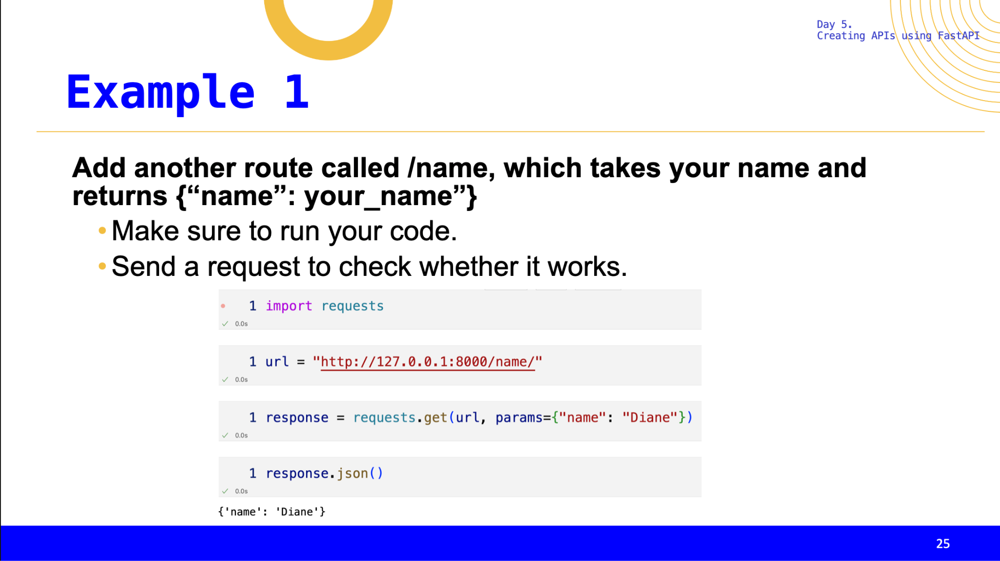 Day 5.
Creating APIs using FastAPI
Example 1
Add another route called /name, which takes your name and
returns {“name”: your_name”}
•Make sure to run your code.
•Send a request to check whether it works.
1 import requests
✓ 0.0s
1 url = "http://127.0.0.1:8000/name/"
✓ 0.0s
1 response = requests.get(url, params={"name": "Diane"})
✓ 0.0s
1 response.json()
✓ 0.0s
{'name': 'Diane'}
25